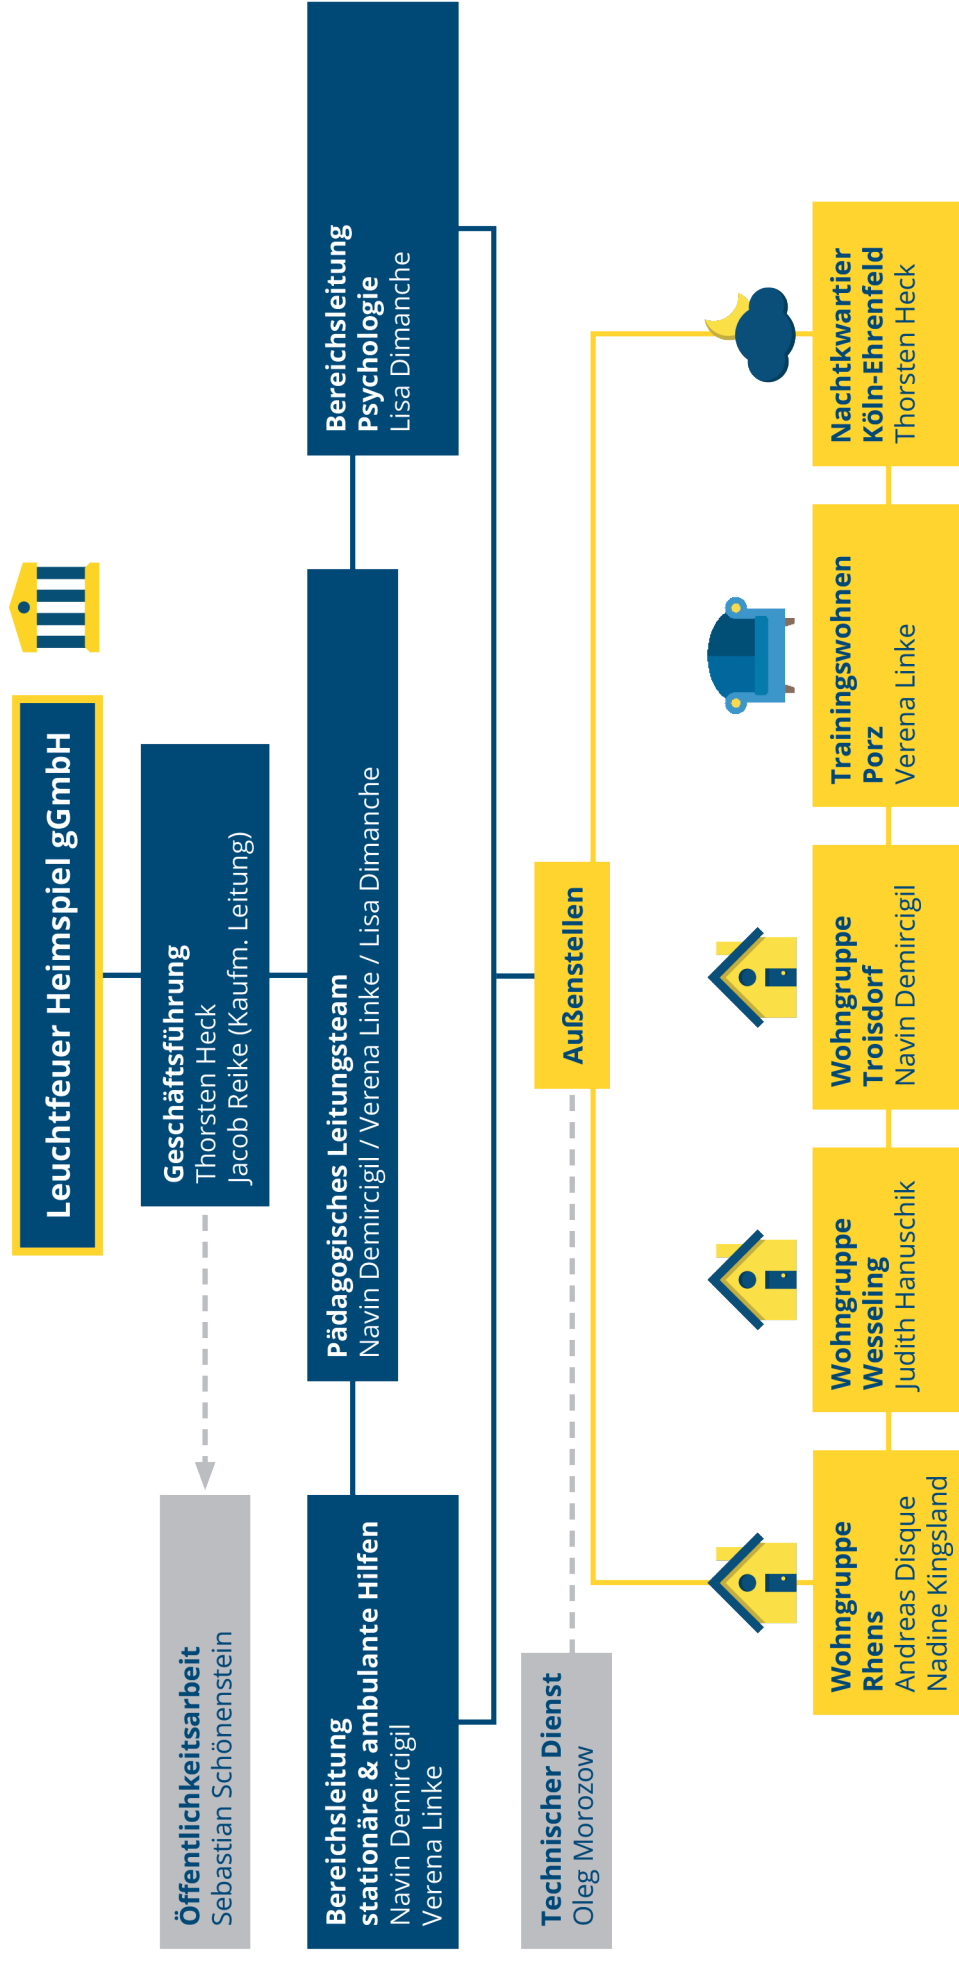 Leuchtfeuer Heimspiel gGmbH
Geschäftsführung
Thorsten Heck
Jacob Reike (Kaufm. Leitung)
Öffentlichkeitsarbeit
Sebastian Schönenstein
Bereichsleitung
stationäre & ambulante Hilfen
Navin Demircigil
Verena Linke
Pädagogisches Leitungsteam
Navin Demircigil / Verena Linke / Lisa Dimanche
Bereichsleitung
Psychologie
Lisa Dimanche
Technischer Dienst
Oleg Morozow
Außenstellen
Wohngruppe
Rhens
Andreas Disque
Nadine Kingsland
Wohngruppe
Wesseling
Judith Hanuschik
Wohngruppe
Troisdorf
Navin Demircigil
Trainingswohnen
Porz
Verena Linke
Nachtkwartier
Köln-Ehrenfeld
Thorsten Heck